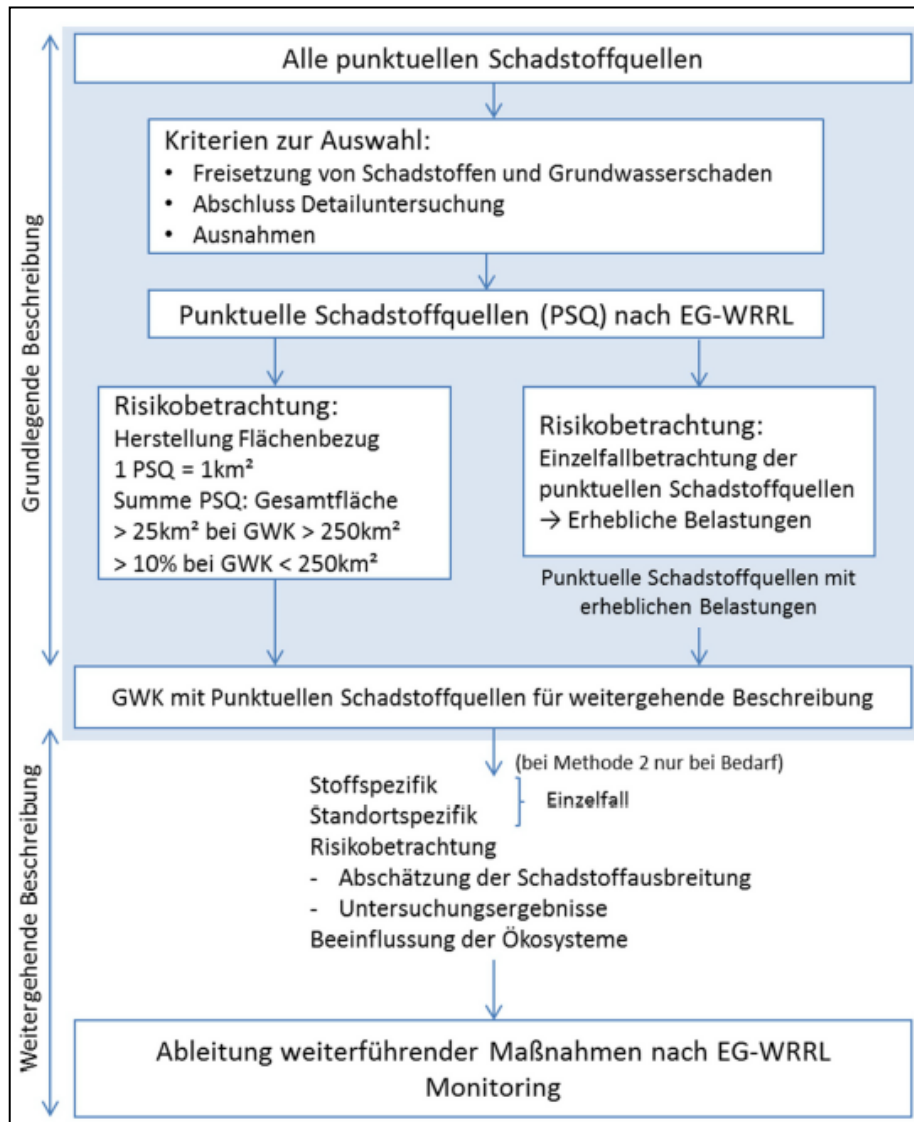 Alle punktuellen Schadstoffquellen
Kriterien zur Auswahl:
• Freisetzung von Schadstoffen und Grundwasserschaden
• Abschluss Detailuntersuchung
• Ausnahmen
Punktuelle Schadstoffquellen (PSQ) nach EG-WRRL
Risikobetrachtung:
Herstellung Flächenbezug
1 PSQ = 1km²
Summe PSQ: Gesamtfläche
> 25km² bei GWK > 250km²
> 10% bei GWK < 250km²
Risikobetrachtung:
Einzelfallbetrachtung der
punktuellen Schadstoffquellen
→ Erhebliche Belastungen
Punktuelle Schadstoffquellen mit
erheblichen Belastungen
Grundlegende Beschreibung
GWK mit Punktuellen Schadstoffquellen für weitergehende Beschreibung
(bei Methode 2 nur bei Bedarf)
Stoffspezifik
Standortspezifik
Einzelfall
Risikobetrachtung
- Abschätzung der Schadstoffausbreitung
- Untersuchungsergebnisse
Beeinflussung der Ökosysteme
Weitergehende Beschreibung
Ableitung weiterführender Maßnahmen nach EG-WRRL
Monitoring